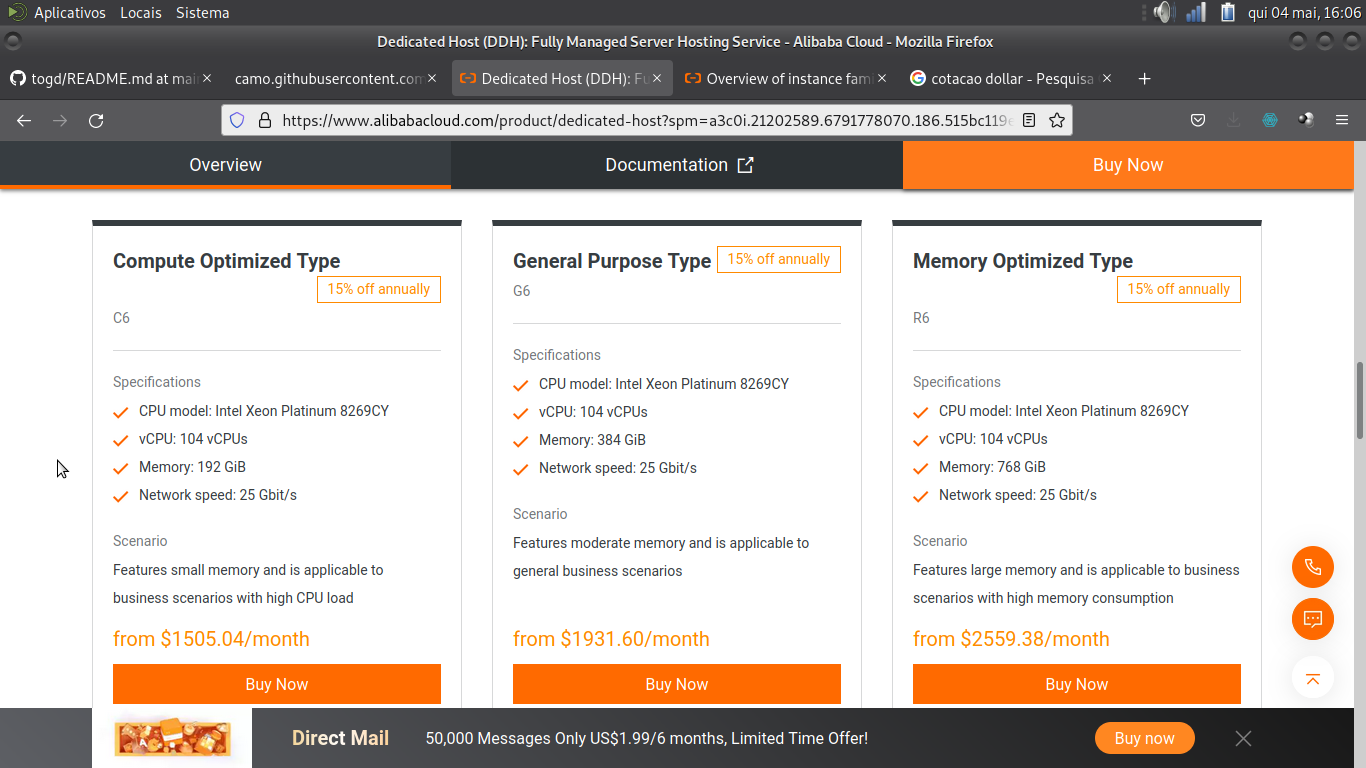 Aplicativos Locais Sistema
qui 04 mai, 16:06
Dedicated Host (DDH): Fully Managed Server Hosting Service - Alibaba Cloud - Mozilla Firefox
togd/README.md at mai
camo.githubusercontent.com
Dedicated Host (DDH): Fu
Overview of instance fami
cotacao dollar - Pesquisa
https://www.alibabacloud.com/product/dedicated-host?spm=a3c0i.21202589.6791778070.186.515bc119e
Overview
Documentation
Buy Now
Compute Optimized Type
15% off annually
C6
Specifications
CPU model: Intel Xeon Platinum 8269CY
vCPU: 104 vCPUs
Memory: 192 GiB
Network speed: 25 Gbit/s
Scenario
Features small memory and is applicable to
business scenarios with high CPU load
from $1505.04/month
Buy Now
General Purpose Type
15% off annually
G6
Specifications
CPU model: Intel Xeon Platinum 8269CY
vCPU: 104 vCPUs
Memory: 384 GiB
Network speed: 25 Gbit/s
Scenario
Features moderate memory and is applicable to
general business scenarios
from $1931.60/month
Buy Now
Memory Optimized Type
15% off annually
R6
Specifications
CPU model: Intel Xeon Platinum 8269CY
vCPU: 104 vCPUs
Memory: 768 GiB
Network speed: 25 Gbit/s
Scenario
Features large memory and is applicable to business
scenarios with high memory consumption
from $2559.38/month
Buy Now
Direct Mail
50,000 Messages Only US$1.99/6 months, Limited Time Offer!
Buy now